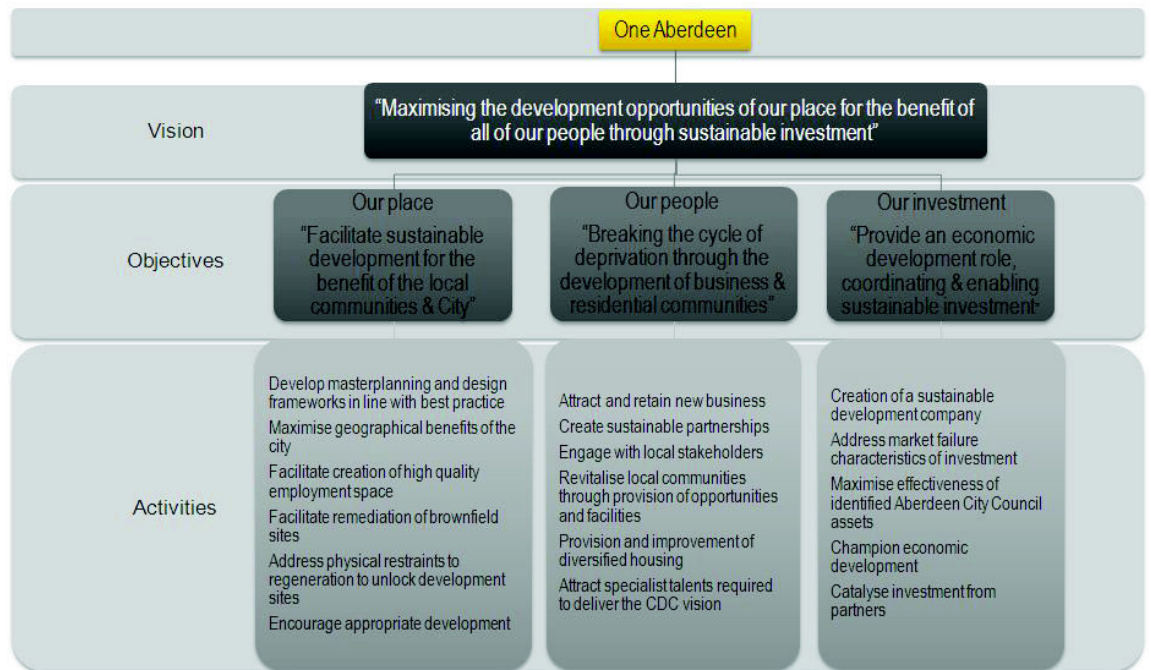 One Aberdeen
Vision
“Maximising the development opportunities of our place for the benefit of
all of our people through sustainable investment”
Objectives
Our place
“Facilitate sustainable
development for the
benefit of the local
communities & City”
Our people
“Breaking the cycle of
deprivation through the
development of business &
residential communities”
Our investment
“Provide an economic
development role,
coordinating & enabling
sustainable investment”
Activities
Develop masterplanning and design
frameworks in line with best practice
Maximise geographical benefits of the
city
Facilitate creation of high quality
employment space
Facilitate remediation of brownfield
sites
Address physical restraints to
regeneration to unlock development
sites
Encourage appropriate development
Attract and retain new business
Create sustainable partnerships
Engage with local stakeholders
Revitalise local communities
through provision of opportunities
and facilities
Provision and improvement of
diversified housing
Attract specialist talents required
to deliver the CDC vision
Creation of a sustainable
development company
Address market failure
characteristics of investment
Maximise effectiveness of
identified Aberdeen City Council
assets
Champion economic
development
Catalyse investment from
partners